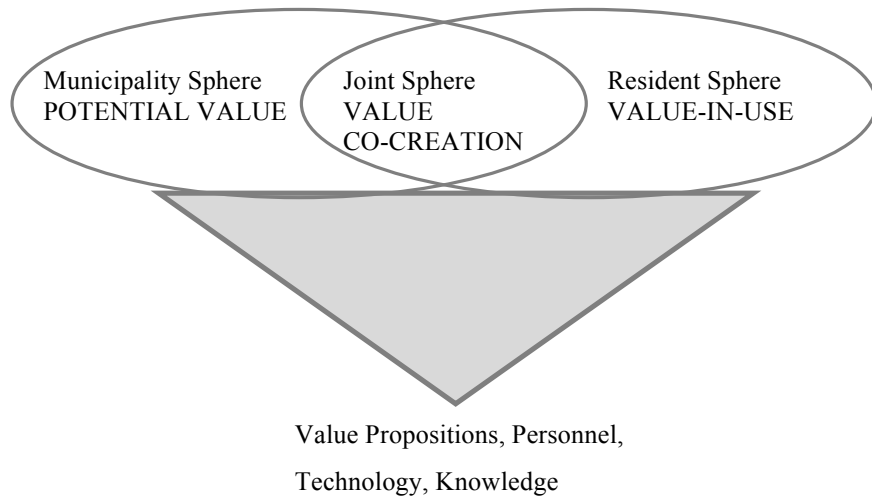 Municipality Sphere
POTENTIAL VALUE
Joint Sphere
VALUE
CO-CREATION
Resident Sphere
VALUE-IN-USE
Value Propositions, Personnel,
Technology, Knowledge